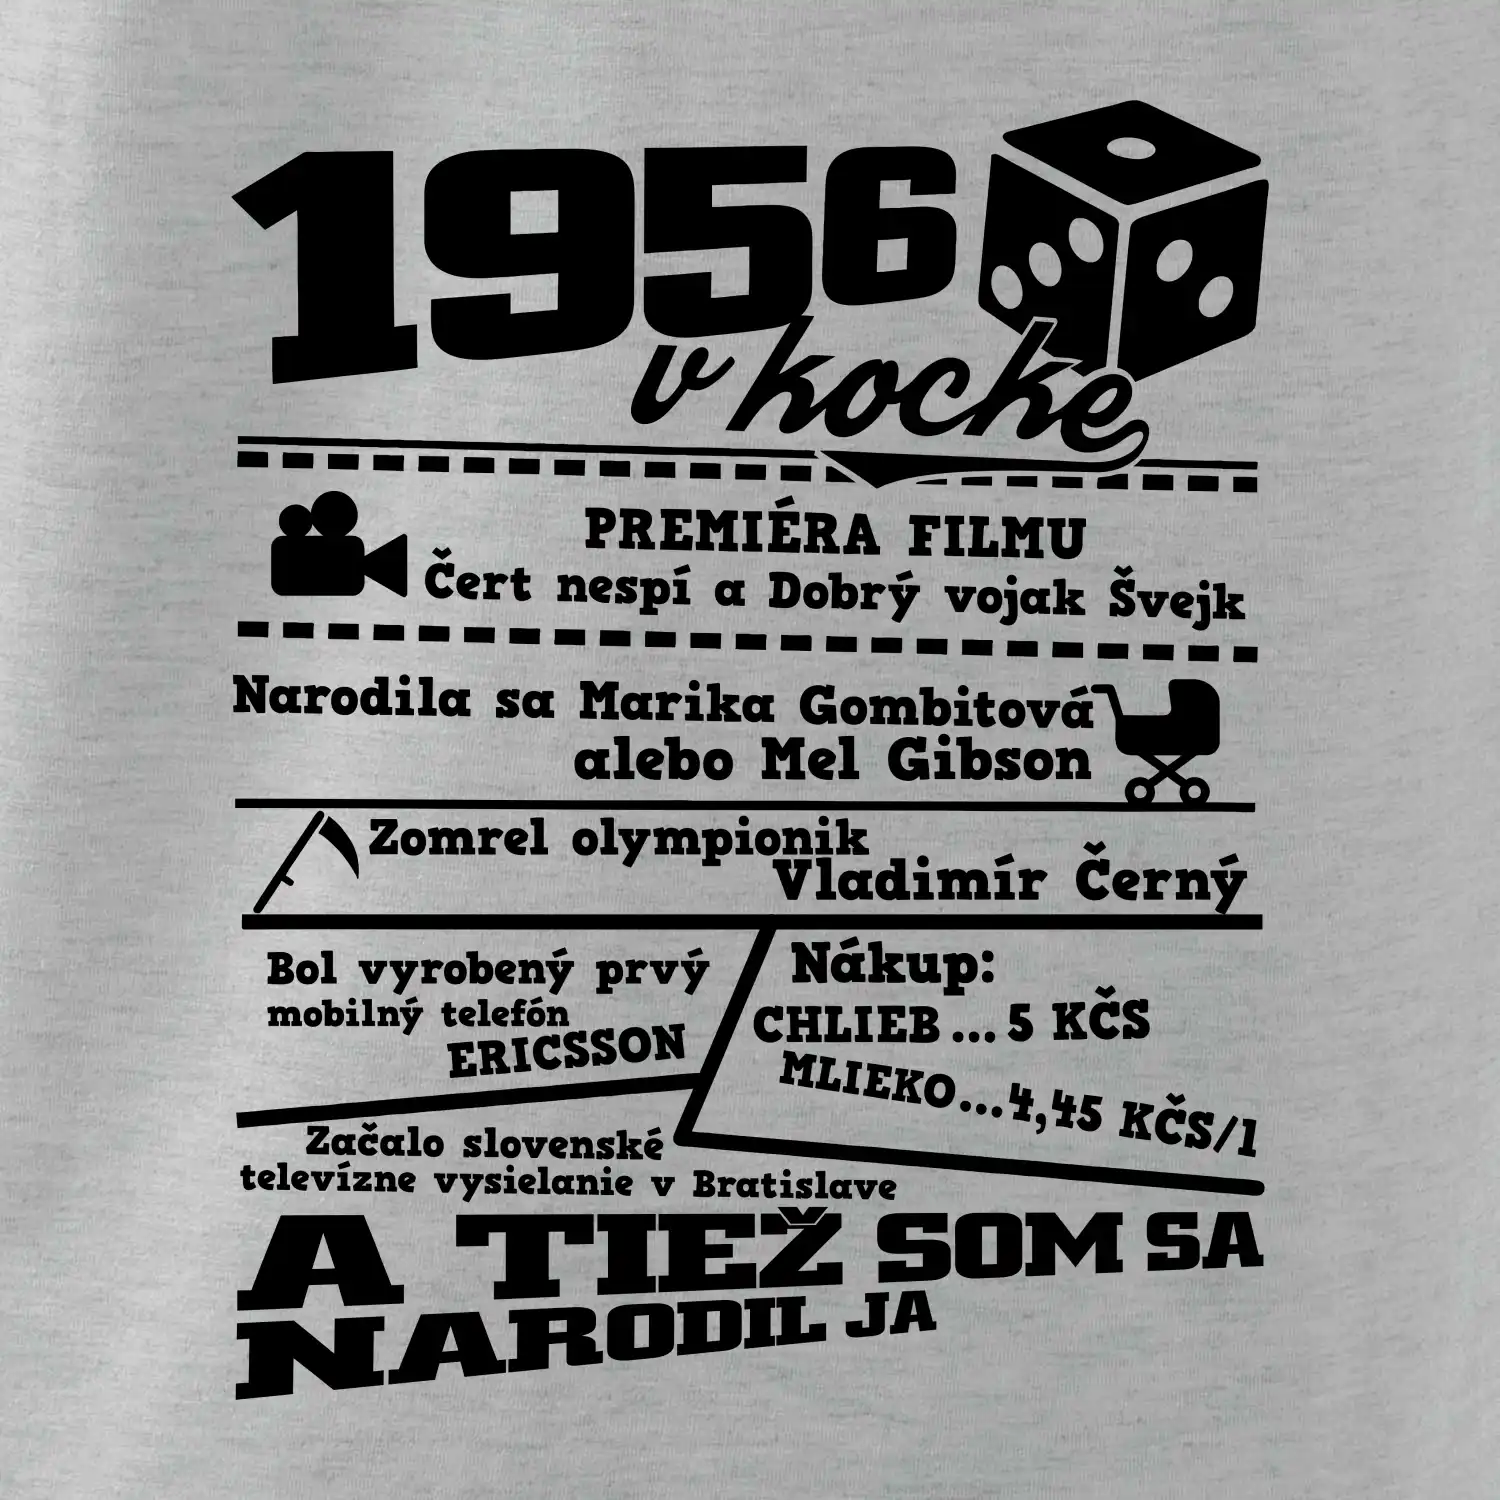 1956
v kocke
PREMIÉRA FILMU
Čert nespí a Dobrý vojak Švejk
Narodila sa Marika Gombitová
alebo Mel Gibson
Zomrel olympionik
Vladimír Černý
Bol vyrobený prvý
mobilný telefón
ERICSSON
Nákup:
CHLIEB...5 KČS
MLIEKO...4,45 KČS/l
Začalo slovenské
televízne vysielanie v Bratislave
A TIEŽ SOM SA
NARODIL JA